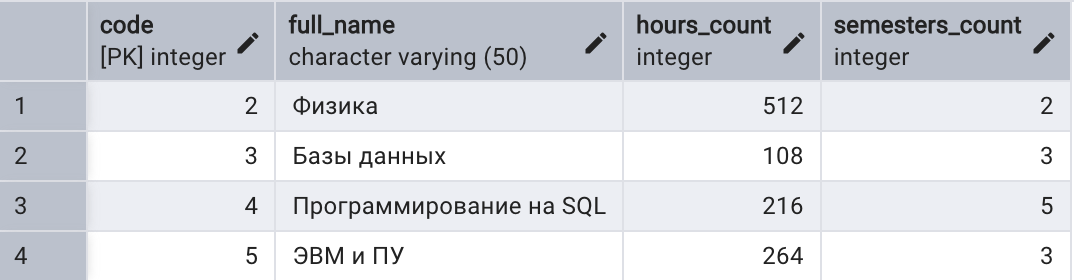 code full_name hours_count semesters_count
[PK] integer character varying (50) integer integer
1 2 Физика 512 2
2 3 Базы данных 108 3
3 4 Программирование на SQL 216 5
4 5 ЭВМ и ПУ 264 3